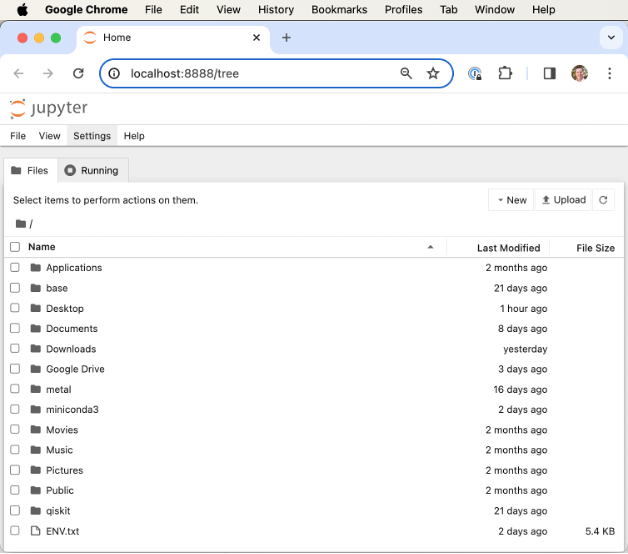 Google Chrome File Edit View History Bookmarks Profiles Tab Window Help
Home
localhost:8888/tree
jupyter
File View Settings Help
Files Running
Select items to perform actions on them. New Upload
/
Name Last Modified File Size
Applications 2 months ago
base 21 days ago
Desktop 1 hour ago
Documents 8 days ago
Downloads yesterday
Google Drive 3 days ago
metal 16 days ago
miniconda3 2 days ago
Movies 2 months ago
Music 2 months ago
Pictures 2 months ago
Public 2 months ago
qiskit 21 days ago
ENV.txt 2 days ago 5.4 KB